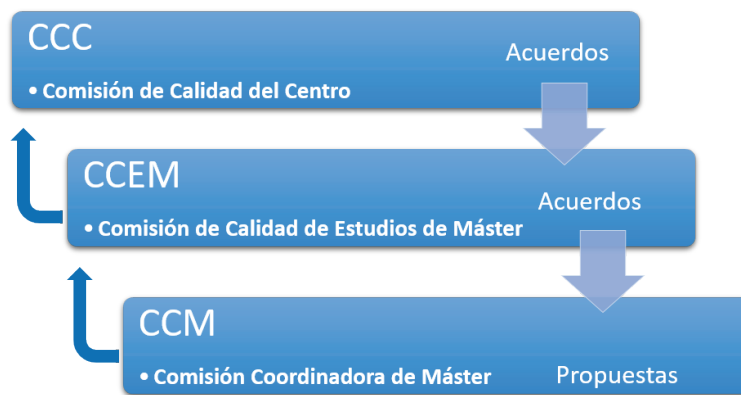 CCC
Acuerdos
• Comisión de Calidad del Centro
CCEM
Acuerdos
• Comisión de Calidad de Estudios de Máster
CCM
• Comisión Coordinadora de Máster
Propuestas